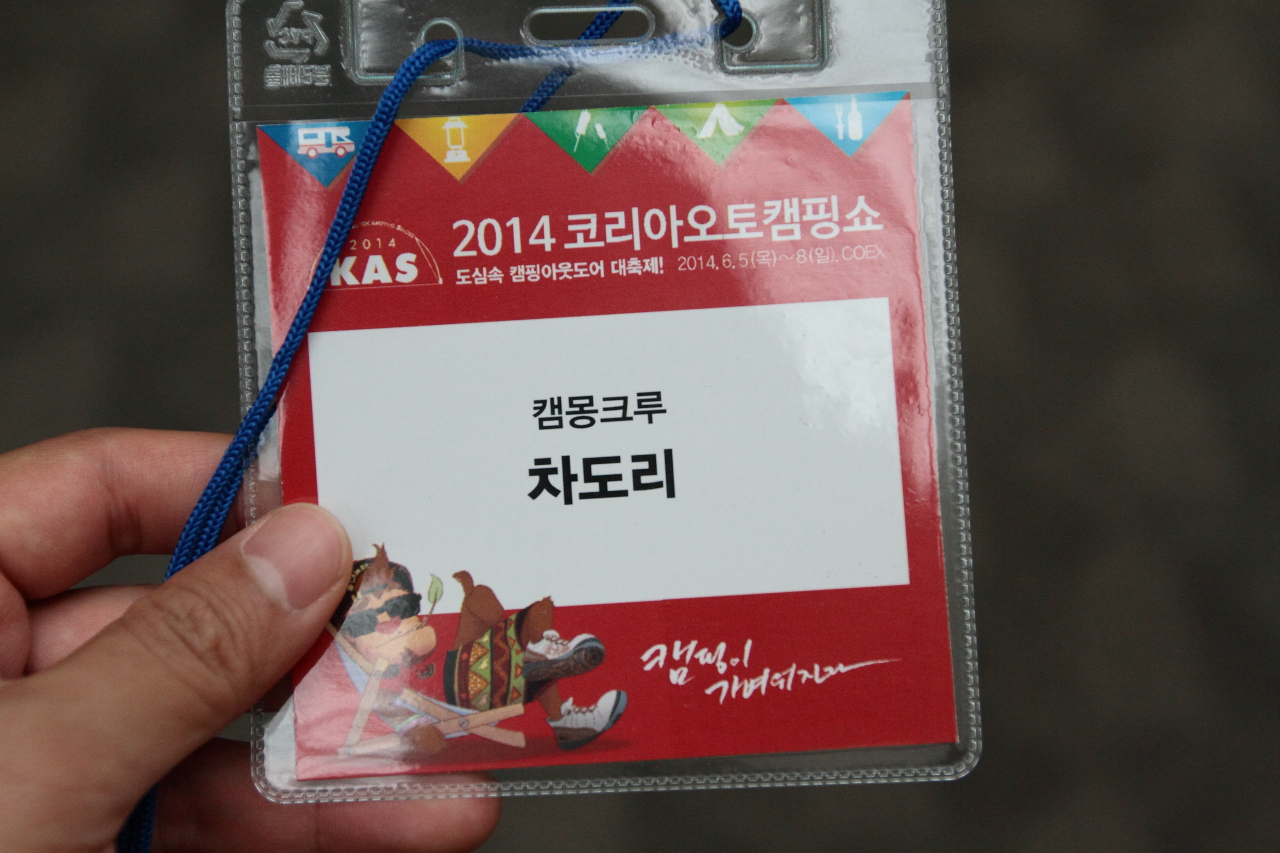 2014 코리아오토캠핑쇼
2014
KAS
도심속 캠핑아웃도어 대축제! 2014. 6. 5(목)~8(일). COEX
캠몽크루
차도리
캠핑이
가벼워지다